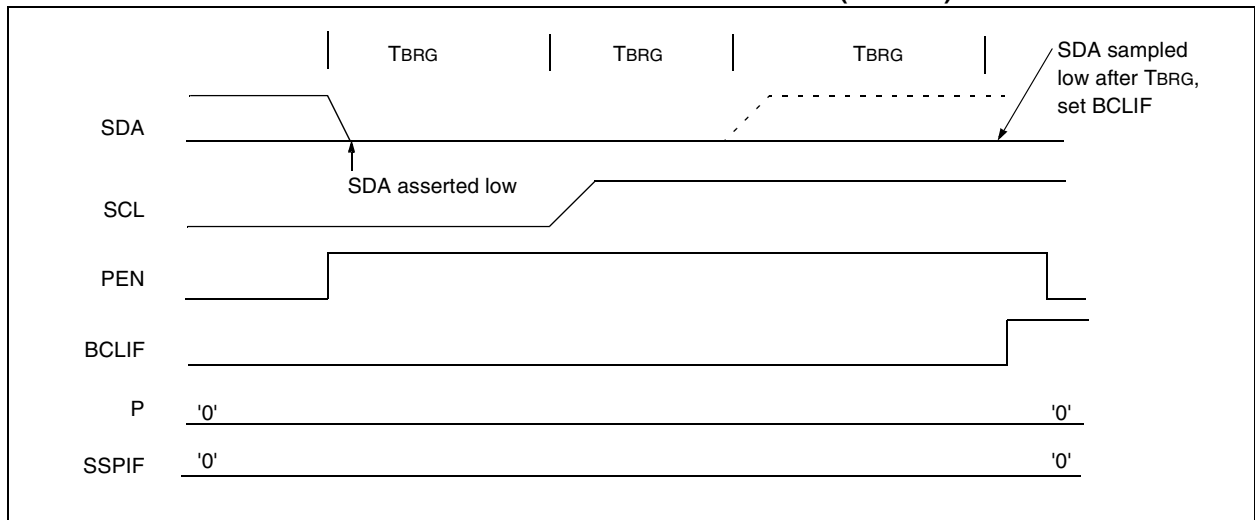 TBRG TBRG TBRG
SDA sampled
low after TBRG,
set BCLIF
SDA
SDA asserted low
SCL
PEN
BCLIF
P '0' '0'
SSPIF '0' '0'